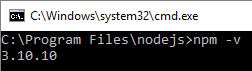 C:\Windows\system32\cmd.exe
C:\Program Files\nodejs>npm -v
3.10.10